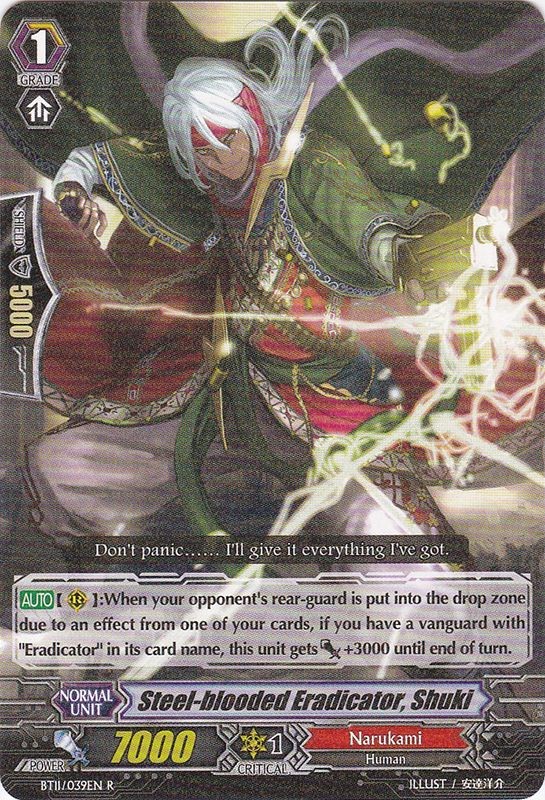 1
GRADE
SHIELD
5000
Don't panic...... I'll give it everything I've got.
AUTO【 】:When your opponent's rear-guard is put into the drop zone
due to an effect from one of your cards, if you have a vanguard with
"Eradicator" in its card name, this unit gets +3000 until end of turn.
NORMAL
UNIT
Steel-blooded Eradicator, Shuki
POWER
7000
1
CRITICAL
Narukami
Human
BT11/039EN R
ILLUST / 安達洋介